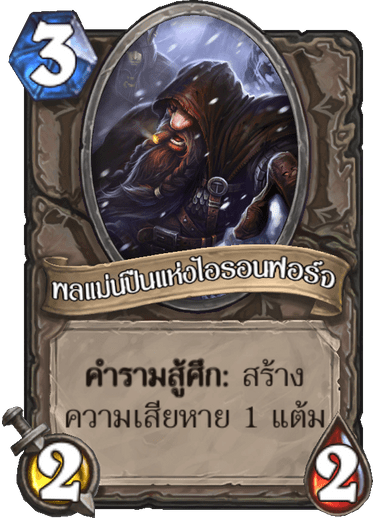 3
พลแม่นปืนแห่งไอรอนฟอร์จ
คำรามสู้ศึก: สร้าง
ความเสียหาย 1 แต้ม
2 2